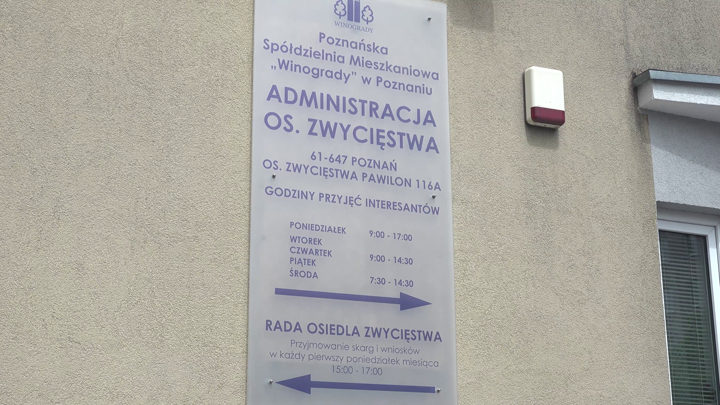 WINOGRADY
Poznańska
Spółdzielnia Mieszkaniowa
„Winogrady” w Poznaniu
ADMINISTRACJA
OS. ZWYCIĘSTWA
61-647 POZNAŃ
OS. ZWYCIĘSTWA PAWILON 116A
GODZINY PRZYJĘĆ INTERESANTÓW
PONIEDZIAŁEK 9:00 - 17:00
WTOREK
CZWARTEK 9:00 - 14:30
PIĄTEK
ŚRODA 7:30 - 14:30
RADA OSIEDLA ZWYCIĘSTWA
Przyjmowanie skarg i wniosków
w każdy pierwszy poniedziałek miesiąca
15:00 - 17:00